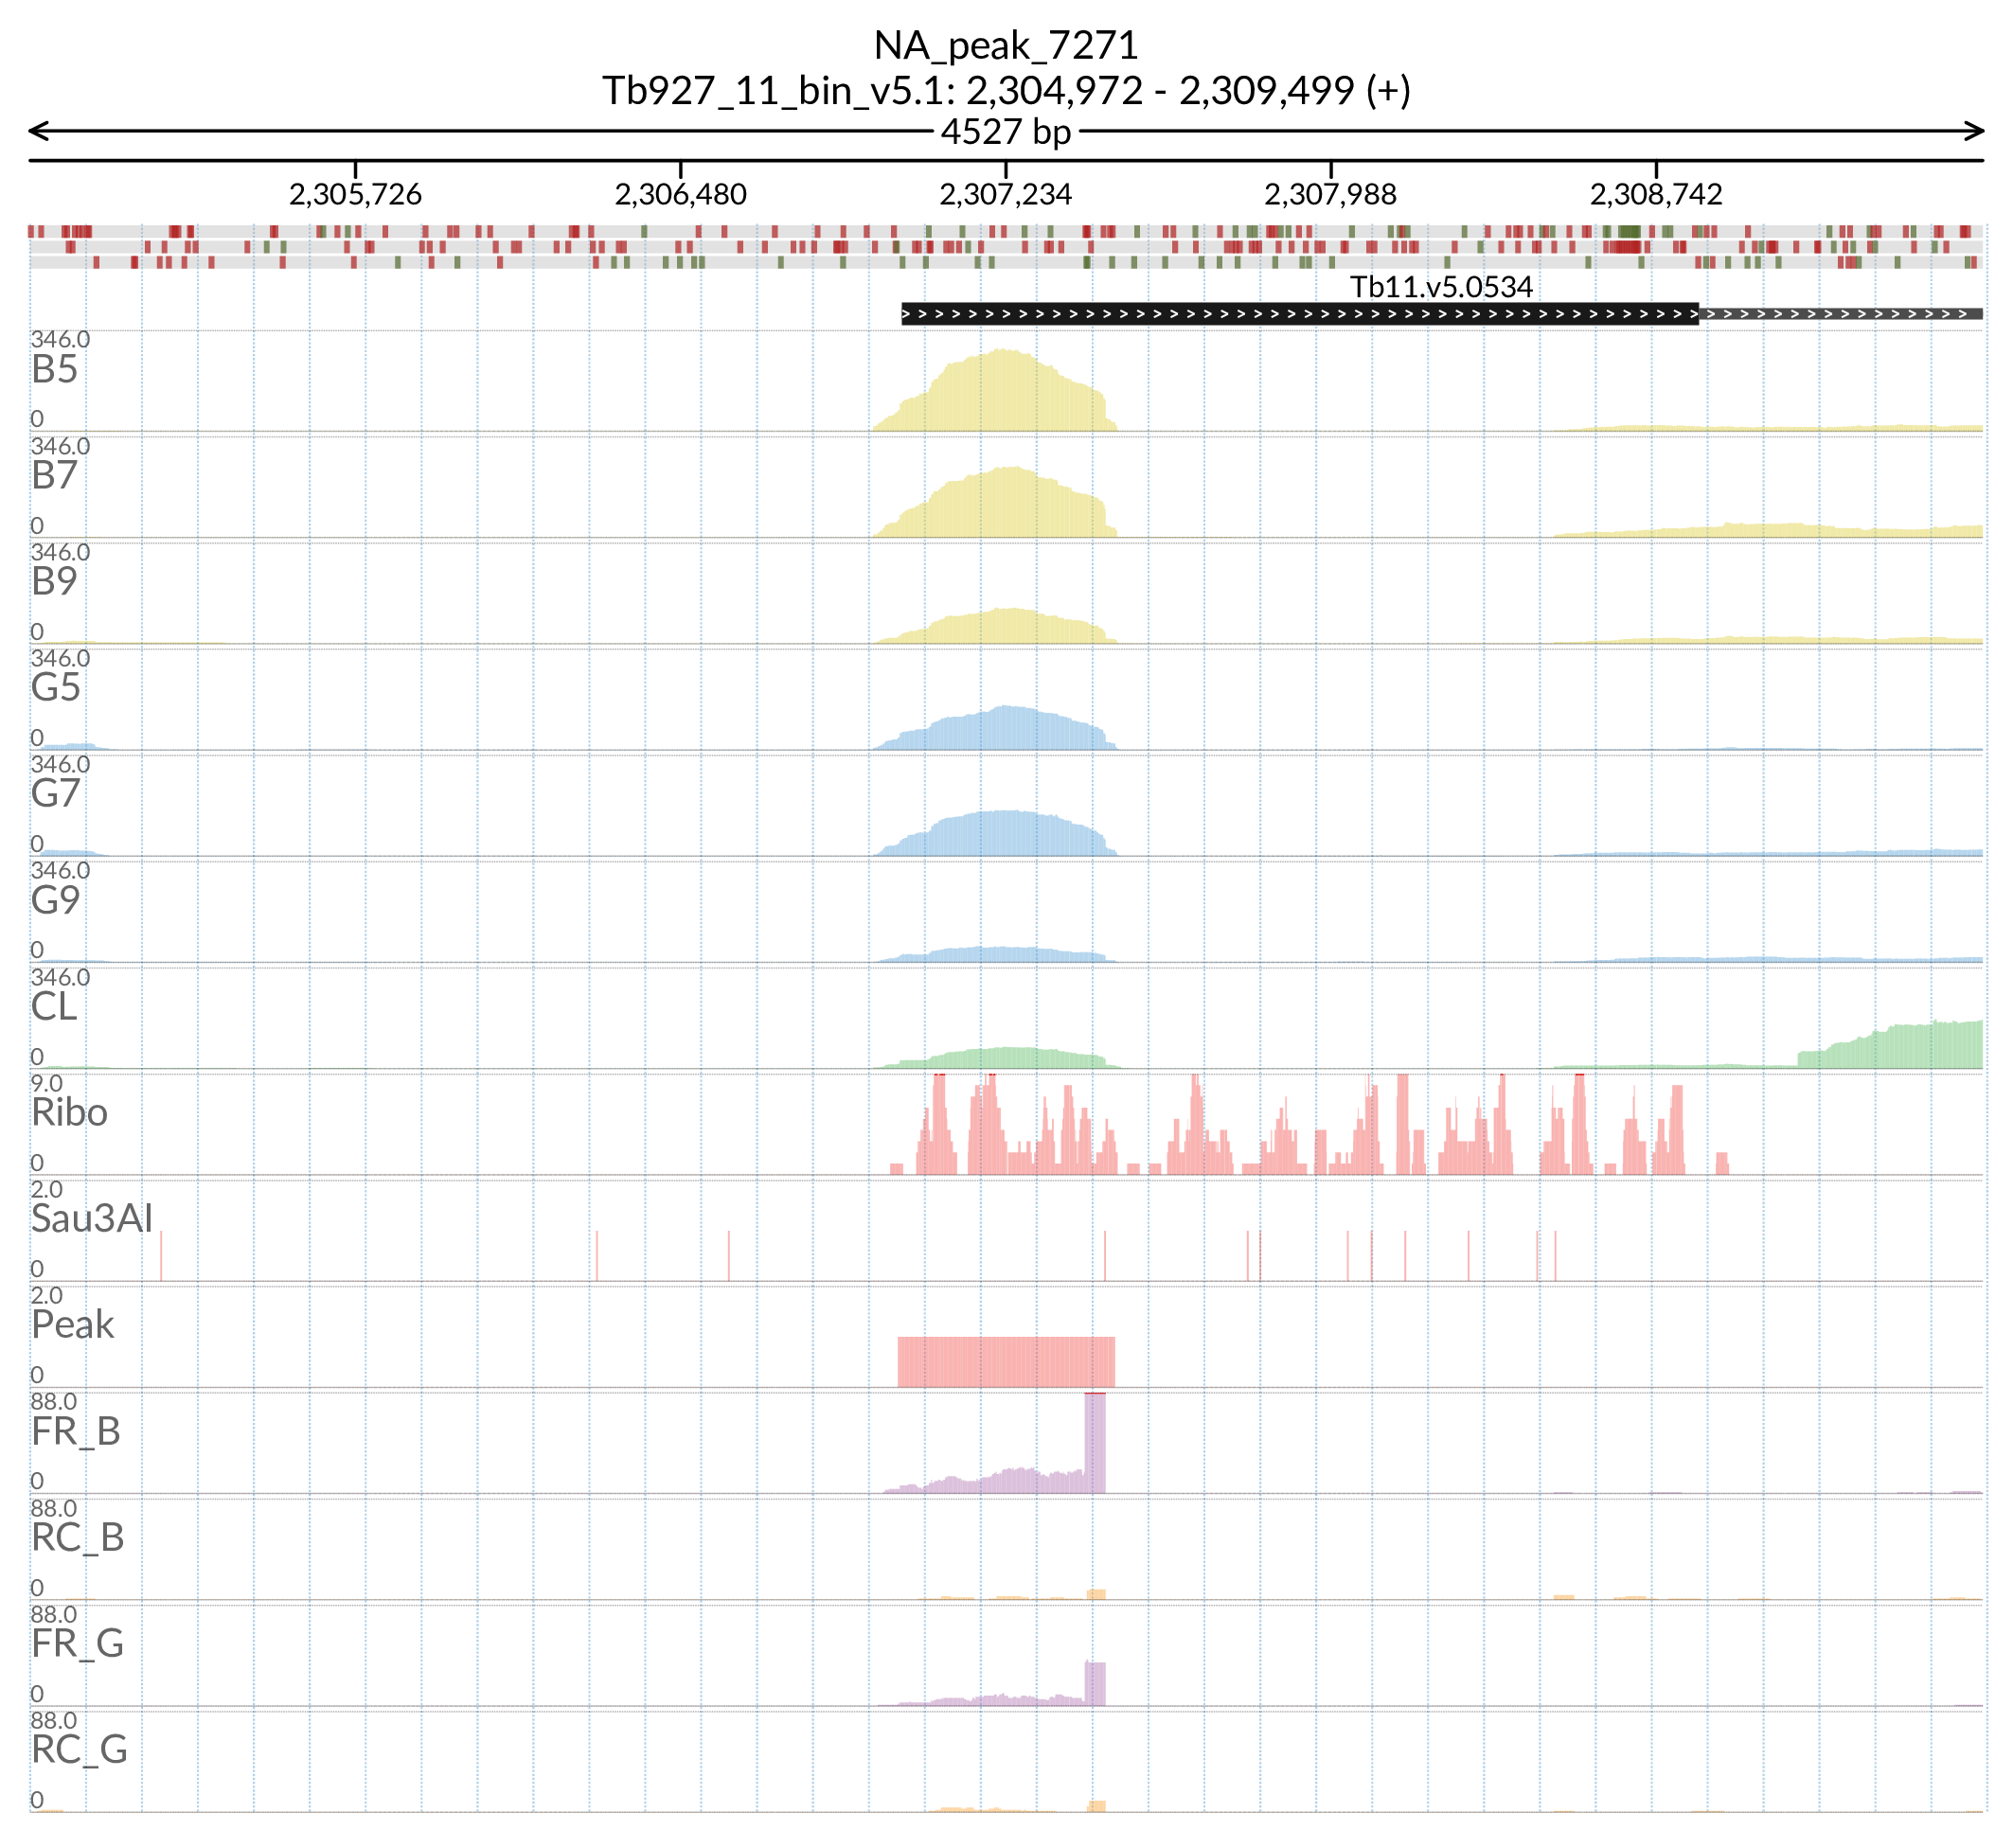 NA_peak_7271
Tb927_11_bin_v5.1: 2,304,972 - 2,309,499 (+)
4527 bp
2,305,726 2,306,480 2,307,234 2,307,988 2,308,742
Tb11.v5.0534
346.0
B5
0
346.0
B7
0
346.0
B9
0
346.0
G5
0
346.0
G7
0
346.0
G9
0
346.0
CL
0
9.0
Ribo
0
2.0
Sau3AI
0
2.0
Peak
0
88.0
FR_B
0
88.0
RC_B
0
88.0
FR_G
0
88.0
RC_G
0